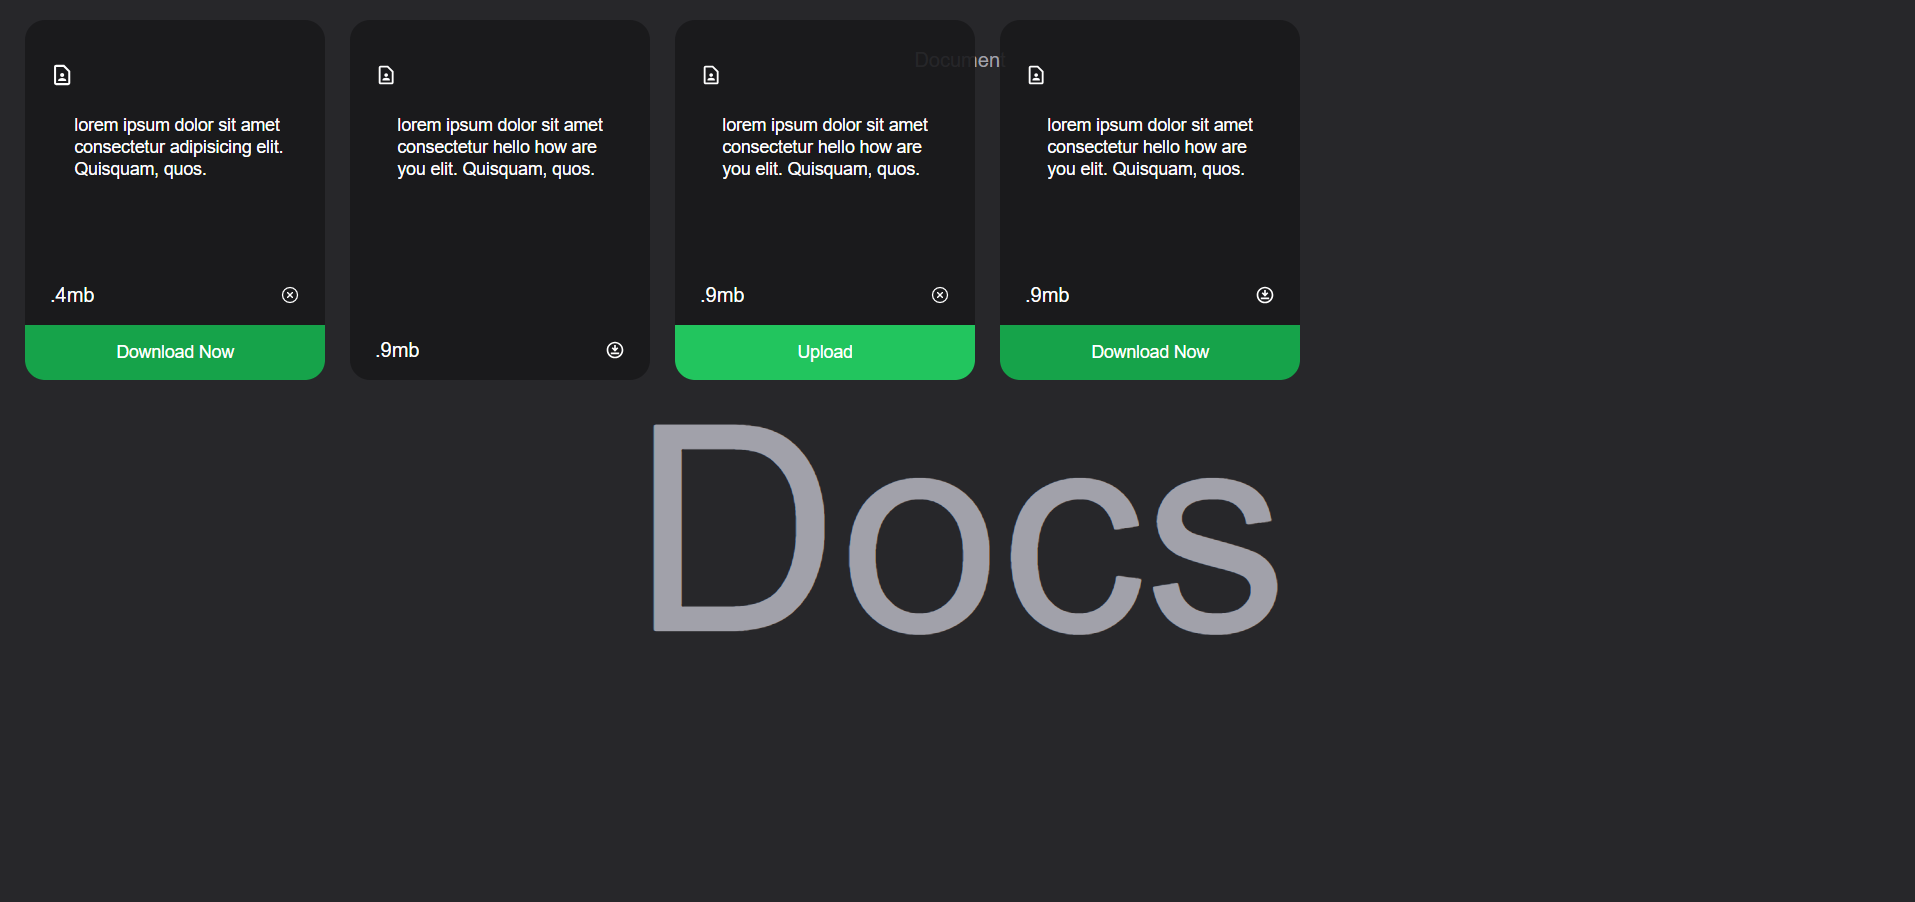 Document
lorem ipsum dolor sit amet
consectetur adipisicing elit.
Quisquam, quos.
.4mb
Download Now
lorem ipsum dolor sit amet
consectetur hello how are
you elit. Quisquam, quos.
.9mb
lorem ipsum dolor sit amet
consectetur hello how are
you elit. Quisquam, quos.
.9mb
Upload
lorem ipsum dolor sit amet
consectetur hello how are
you elit. Quisquam, quos.
.9mb
Download Now
Docs